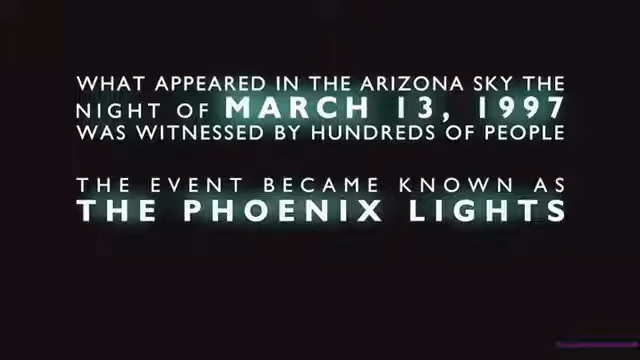 WHAT APPEARED IN THE ARIZONA SKY THE
NIGHT OF MARCH 13, 1997
WAS WITNESSED BY HUNDREDS OF PEOPLE
THE EVENT BECAME KNOWN AS
THE PHOENIX LIGHTS